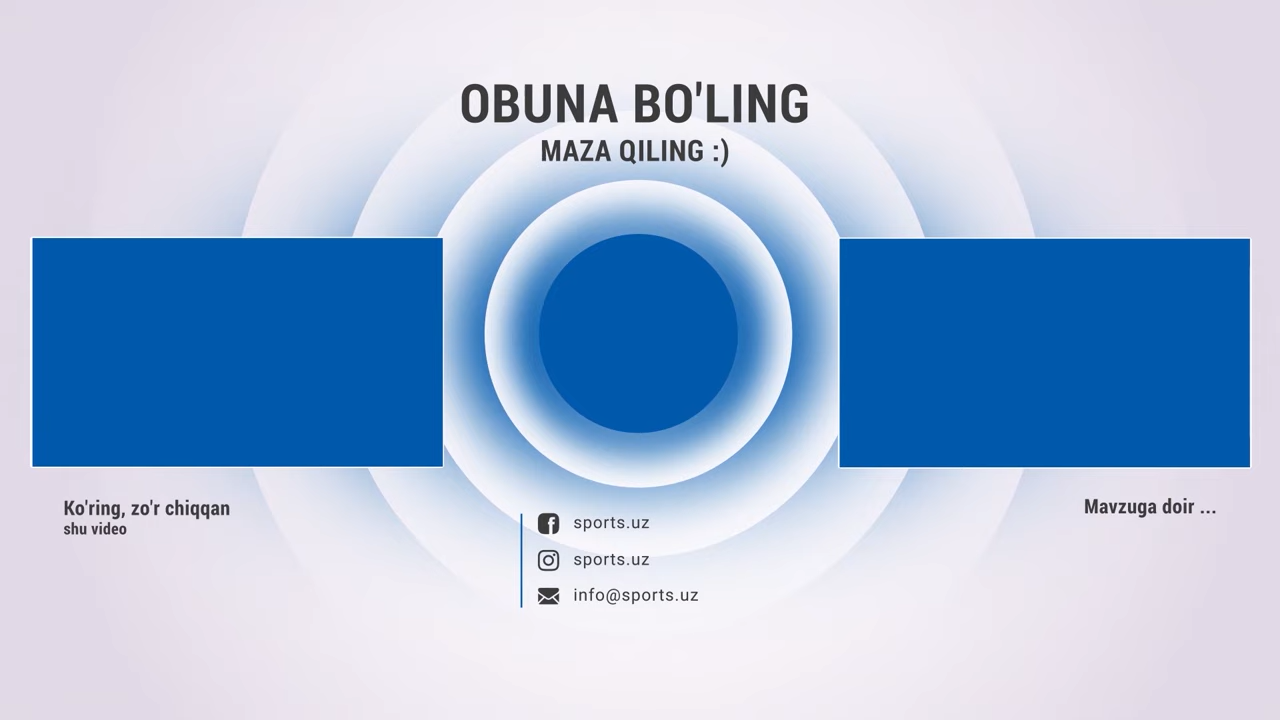 OBUNA BO'LING
MAZA QILING :)
Ko'ring, zo'r chiqqan
shu video
Mavzuga doir ...
sports.uz
sports.uz
info@sports.uz